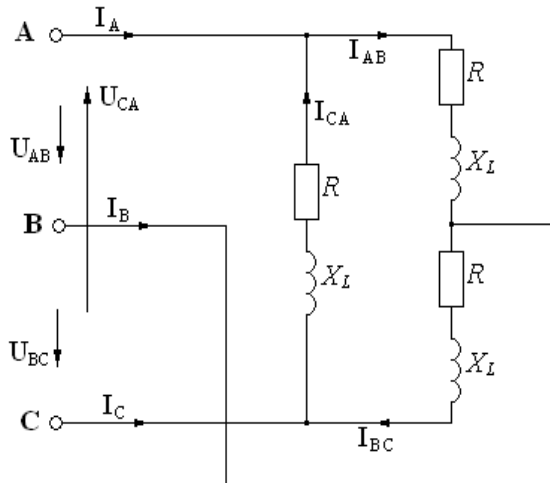 A
I_A
I_AB
R
U_CA
I_CA
U_AB
X_L
R
B
I_B
R
X_L
U_BC
X_L
C
I_C
I_BC